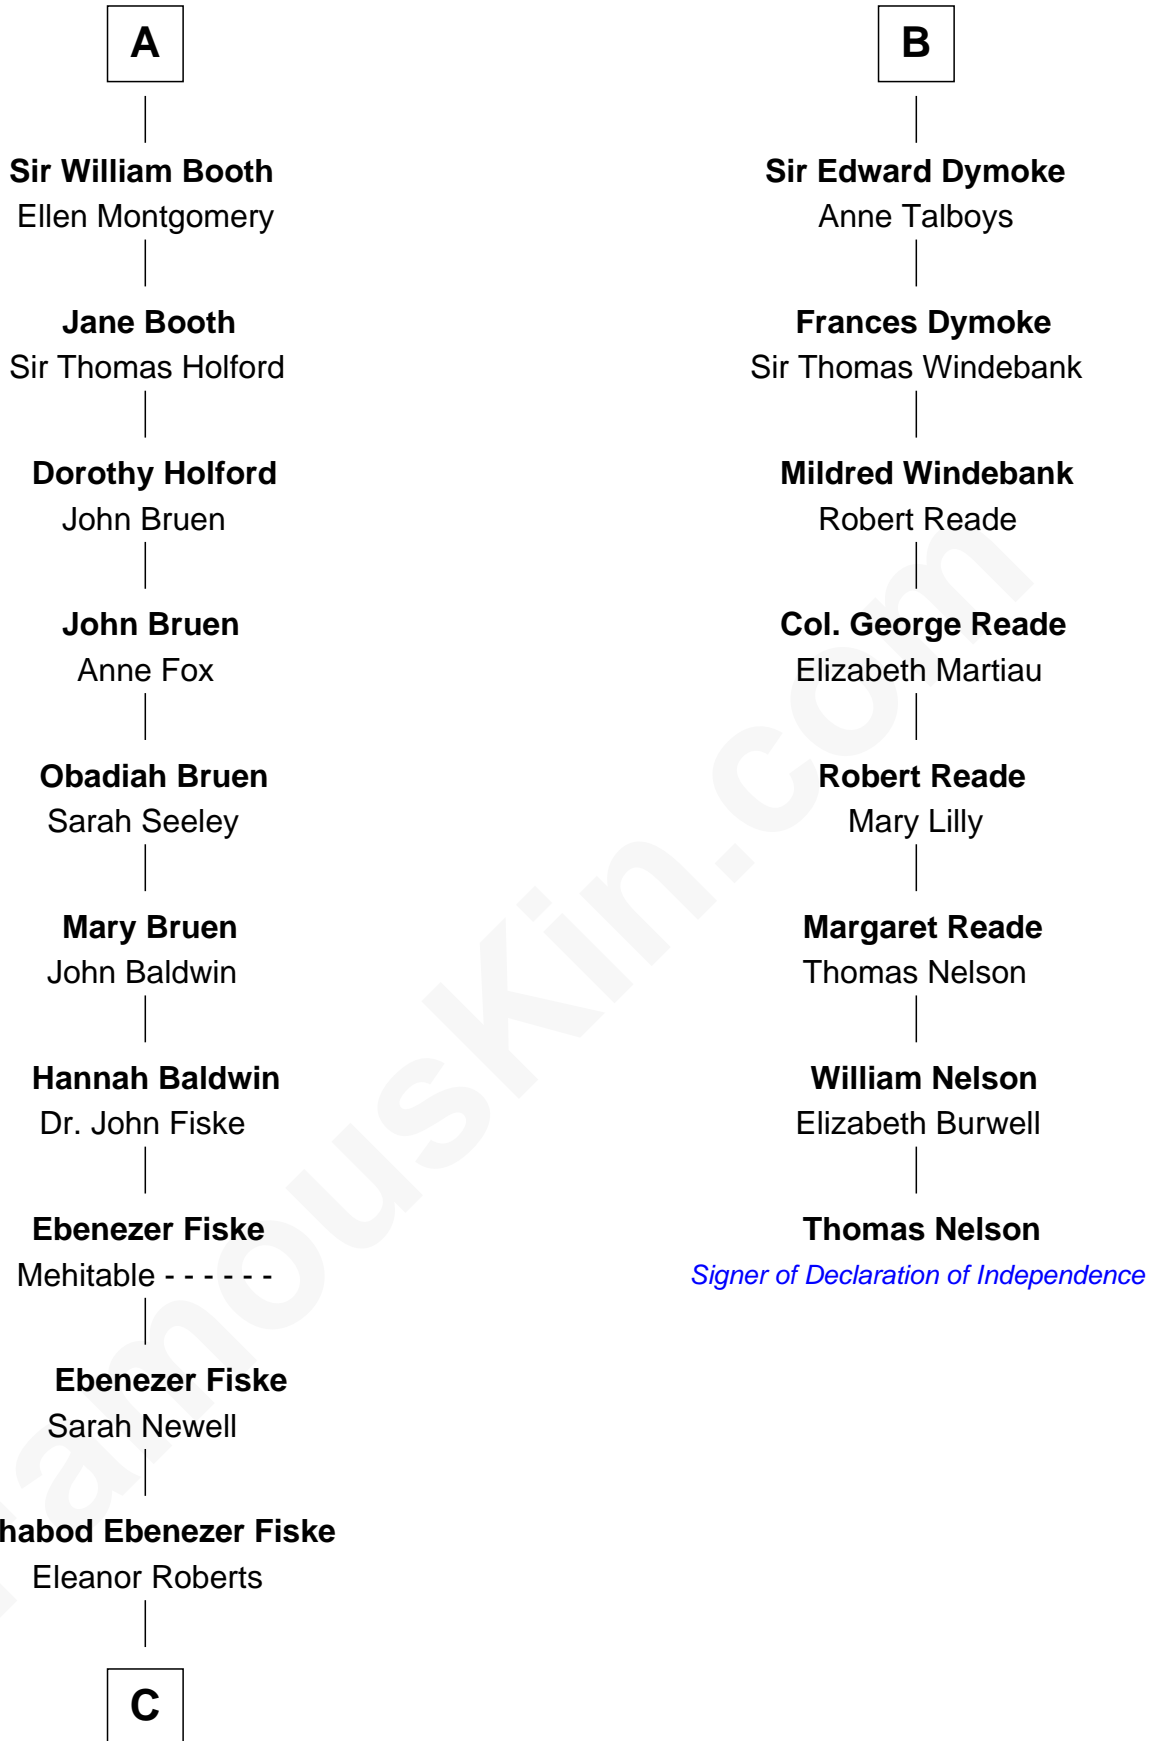 A
Sir William Booth
Ellen Montgomery
Jane Booth
Sir Thomas Holford
Dorothy Holford
John Bruen
John Bruen
Anne Fox
Obadiah Bruen
Sarah Seeley
Mary Bruen
John Baldwin
Hannah Baldwin
Dr. John Fiske
Ebenezer Fiske
Mehitable - - - - - -
Ebenezer Fiske
Sarah Newell
habod Ebenezer Fiske
Eleanor Roberts
C
B
Sir Edward Dymoke
Anne Talboys
Frances Dymoke
Sir Thomas Windebank
Mildred Windebank
Robert Reade
Col. George Reade
Elizabeth Martiau
Robert Reade
Mary Lilly
Margaret Reade
Thomas Nelson
William Nelson
Elizabeth Burwell
Thomas Nelson
Signer of Declaration of Independence
FamousKin.com